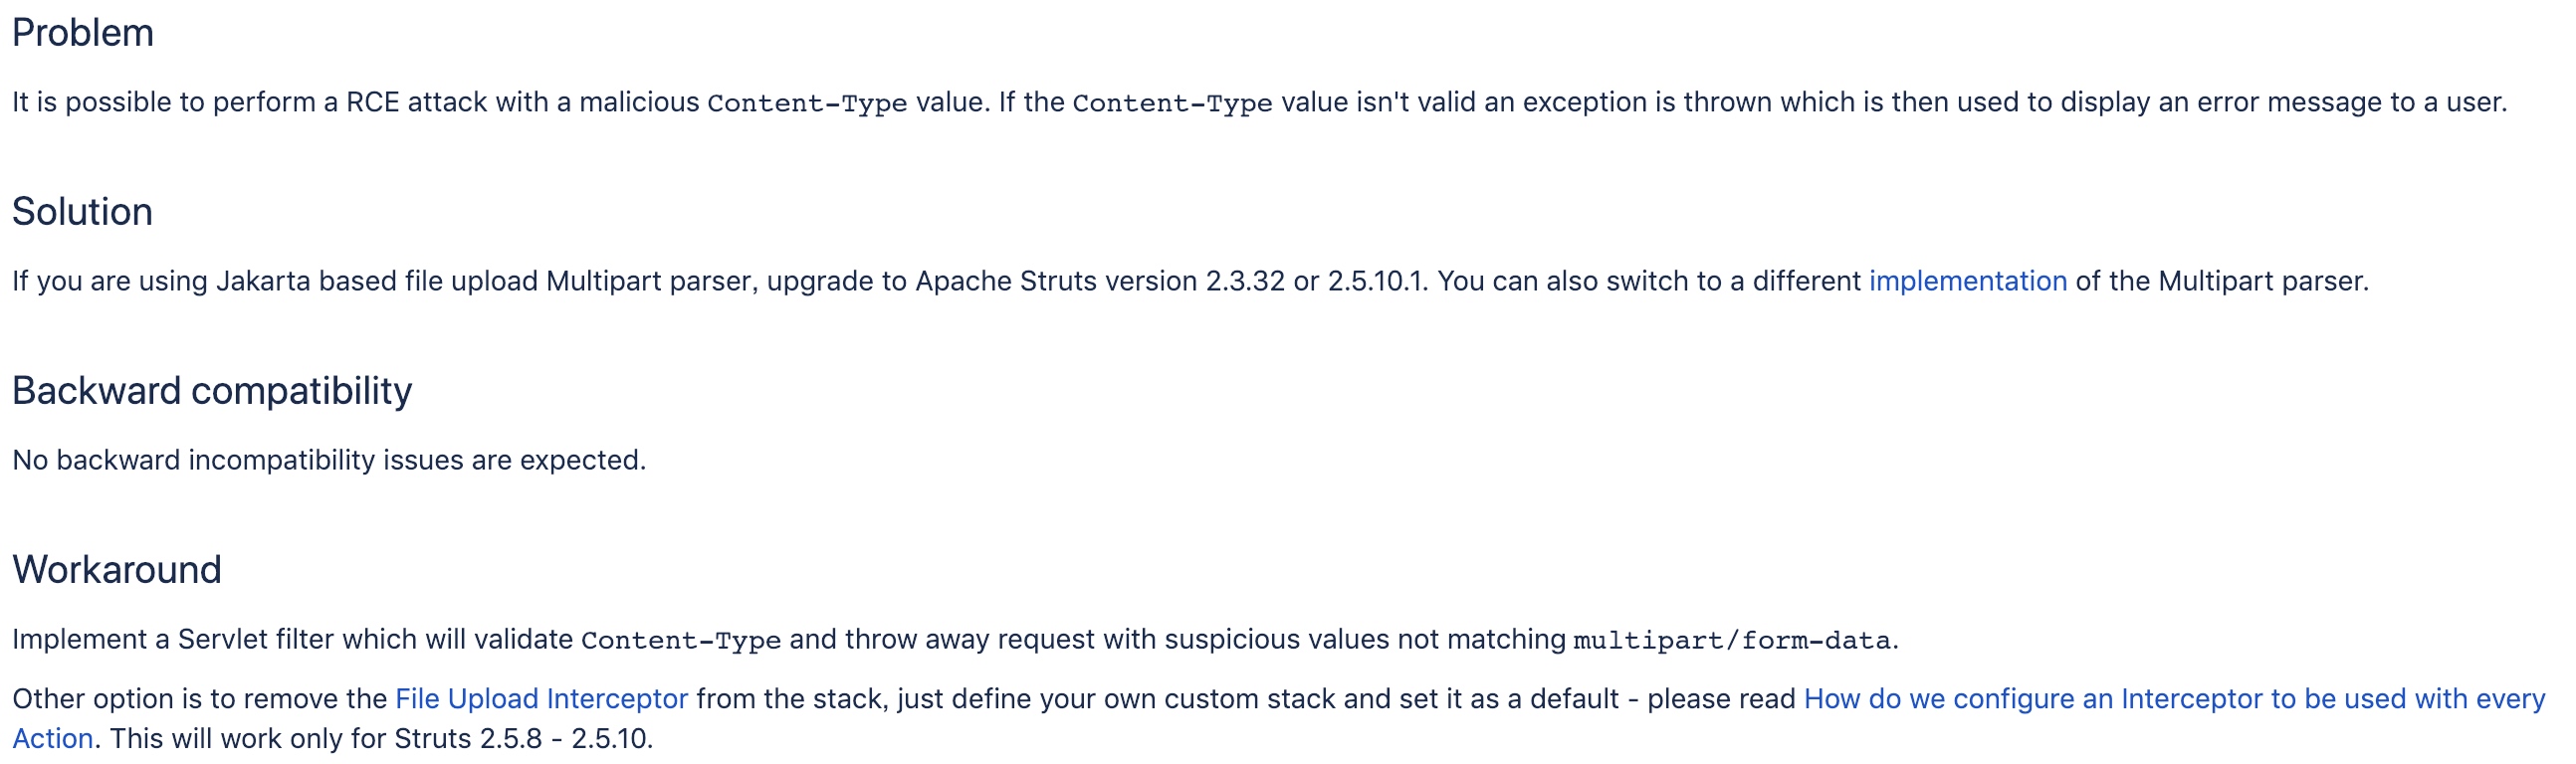 Problem
It is possible to perform a RCE attack with a malicious Content-Type value. If the Content-Type value isn't valid an exception is thrown which is then used to display an error message to a user.
Solution
If you are using Jakarta based file upload Multipart parser, upgrade to Apache Struts version 2.3.32 or 2.5.10.1. You can also switch to a different implementation of the Multipart parser.
Backward compatibility
No backward incompatibility issues are expected.
Workaround
Implement a Servlet filter which will validate Content-Type and throw away request with suspicious values not matching multipart/form-data.
Other option is to remove the File Upload Interceptor from the stack, just define your own custom stack and set it as a default - please read How do we configure an Interceptor to be used with every
Action. This will work only for Struts 2.5.8 - 2.5.10.